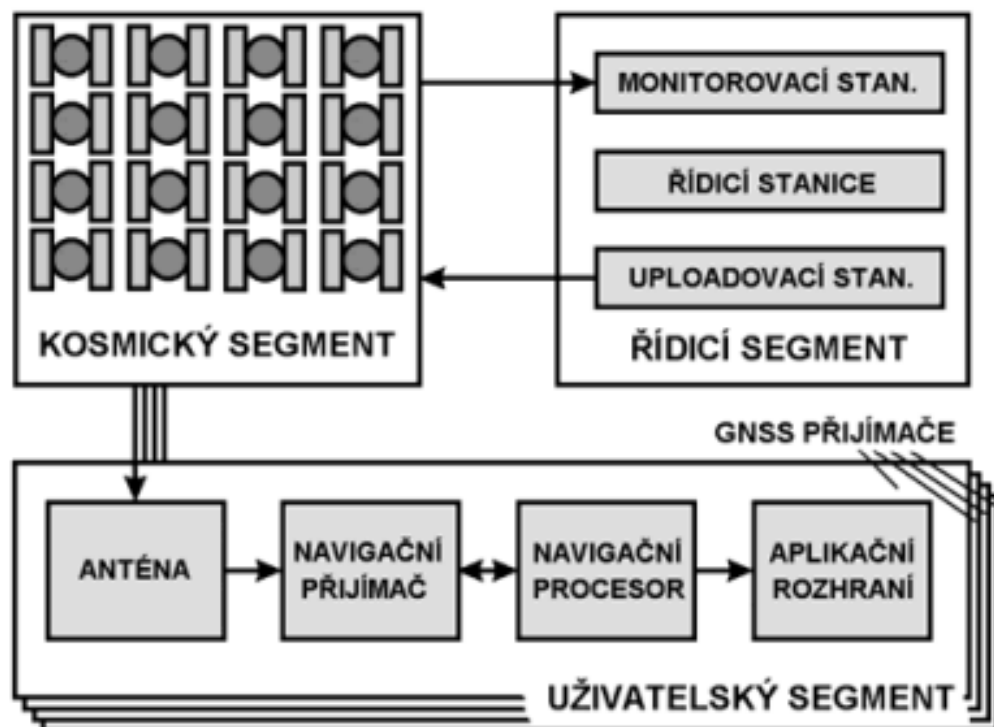 MONITOROVACÍ STAN.
ŘÍDICÍ STANICE
UPLOADOVACÍ STAN.
KOSMICKÝ SEGMENT
ŘÍDICÍ SEGMENT
GNSS PŘIJÍMAČE
ANTÉNA
NAVIGAČNÍ
PŘIJÍMAČ
NAVIGAČNÍ
PROCESOR
APLIKAČNÍ
ROZHRANÍ
UŽIVATELSKÝ SEGMENT